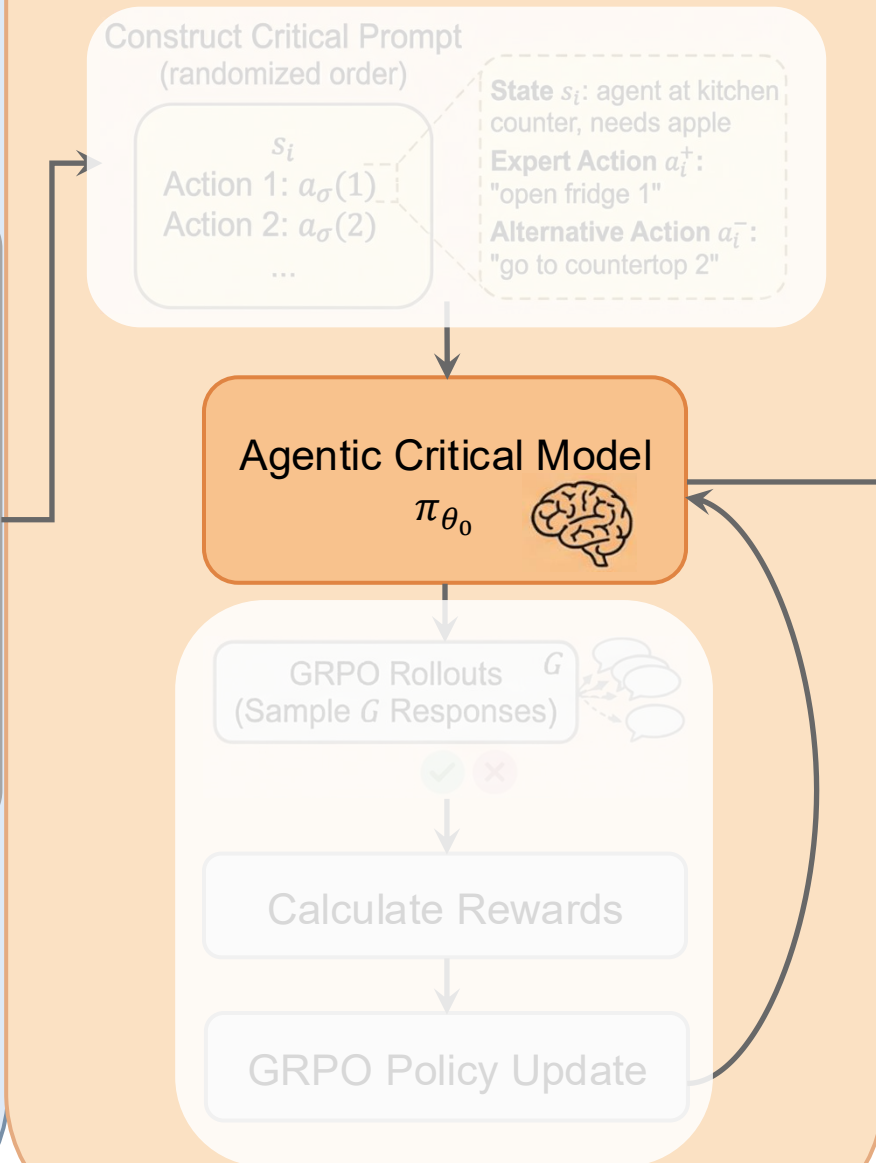 Construct Critical Prompt
(randomized order)
s_i
Action 1: a_σ(1)
Action 2: a_σ(2)
...
State s_i: agent at kitchen
counter, needs apple
Expert Action a_i^+:
"open fridge 1"
Alternative Action a_i^-:
"go to countertop 2"
Agentic Critical Model
π_θ_0
GRPO Rollouts G
(Sample G Responses)
Calculate Rewards
GRPO Policy Update